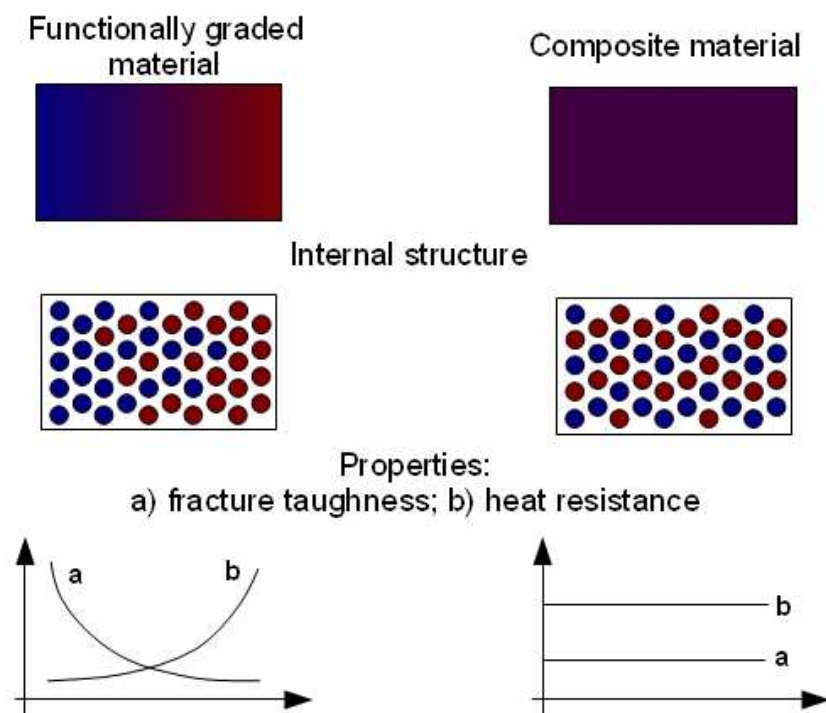 Functionally graded
material
Composite material
Internal structure
Properties:
a) fracture taughness; b) heat resistance
a
b
b
a